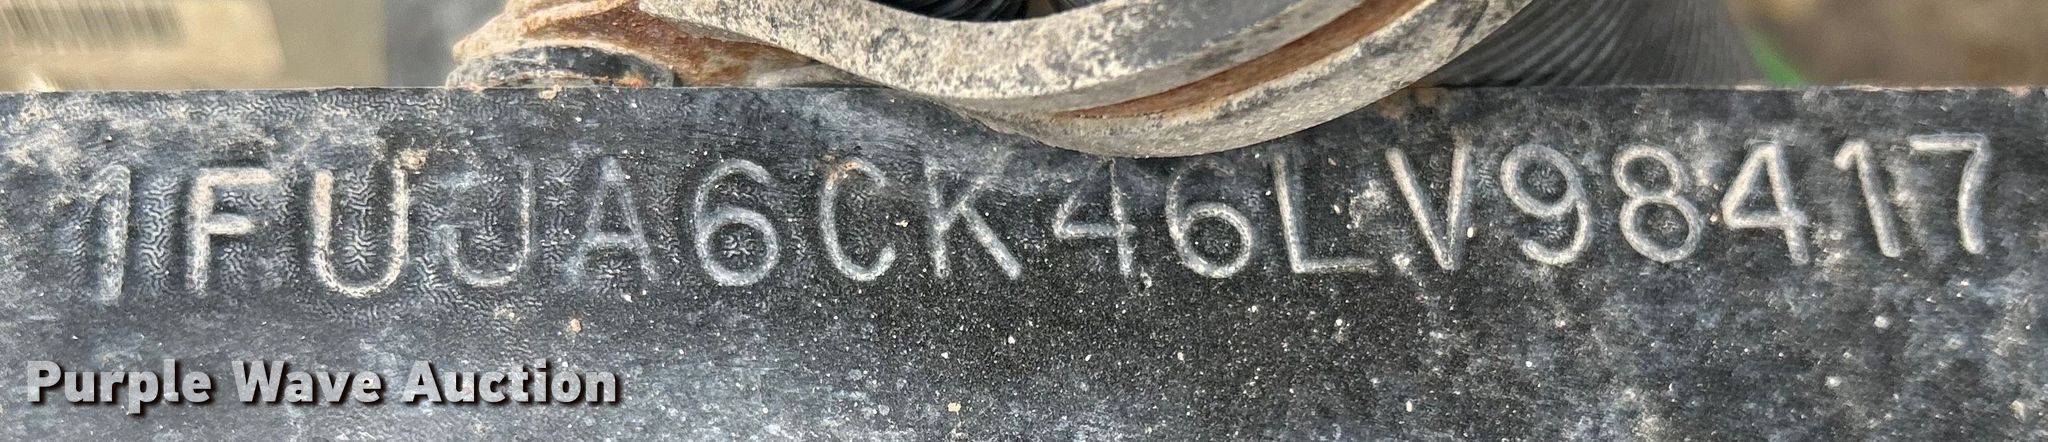 1FUJA6CK46LV98417
Purple Wave Auction